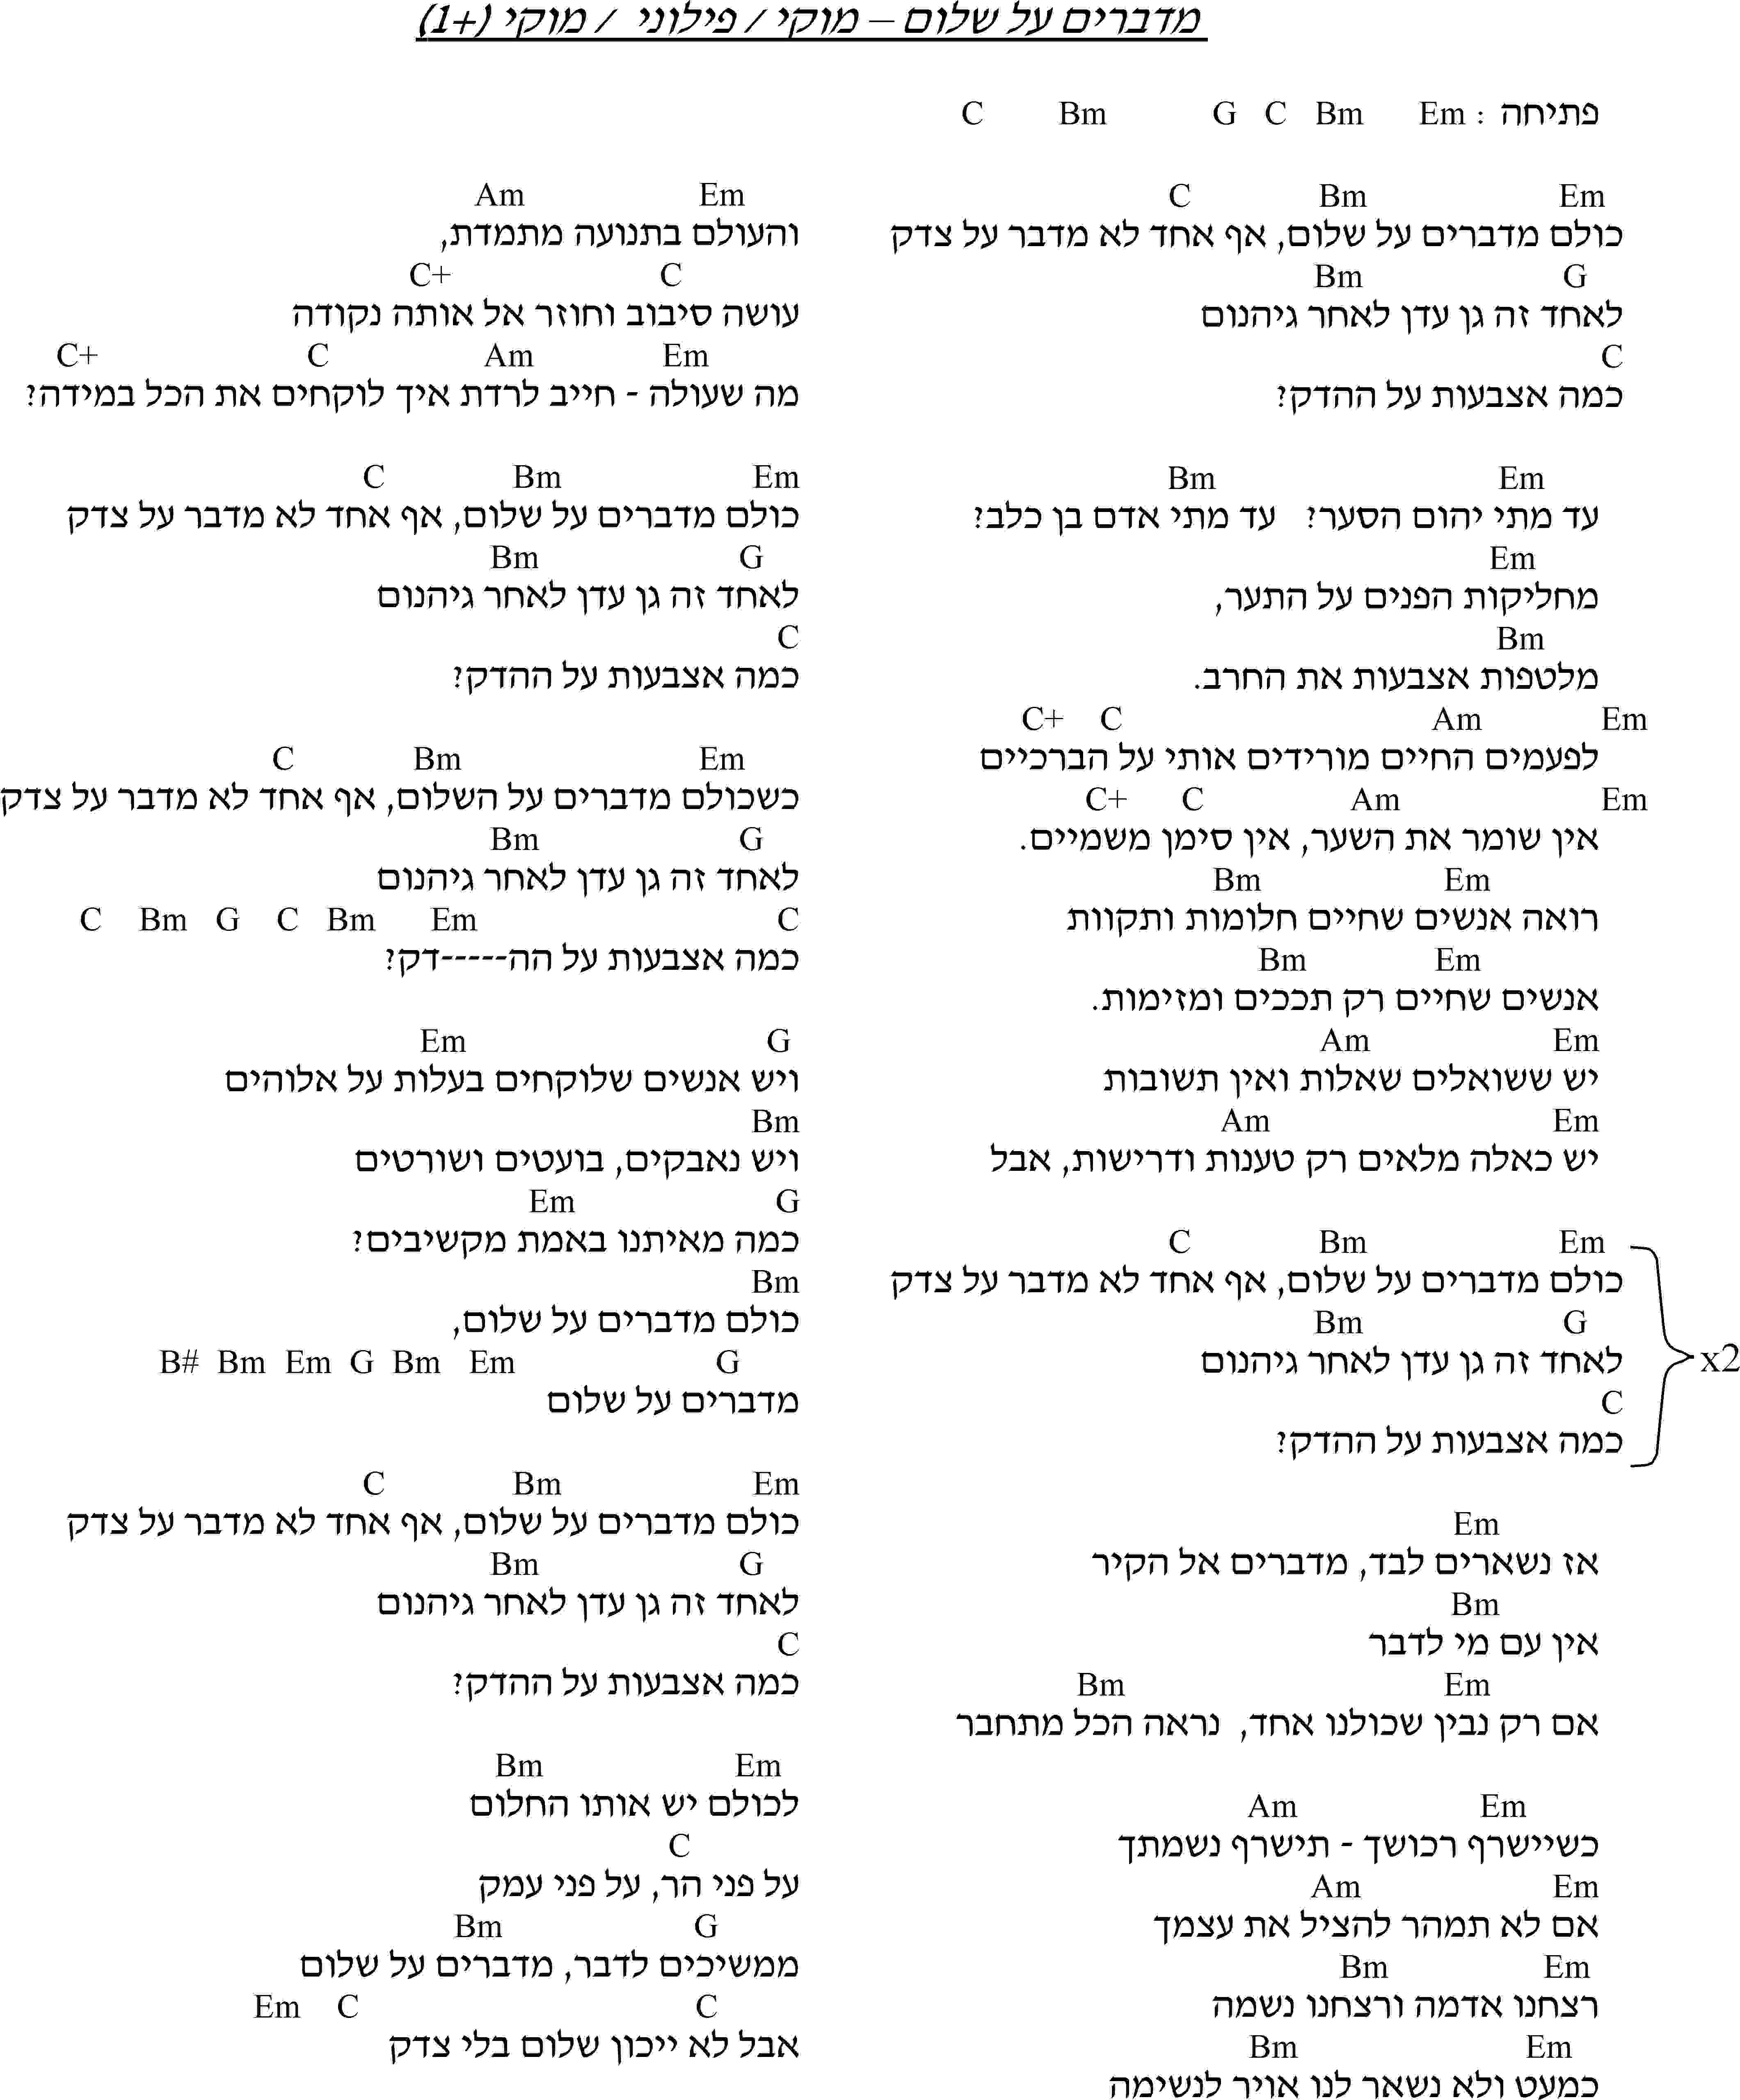 מדברים על שלום – מוקי / פילוני / מוקי (+1)
פתיחה : Em Bm C G Bm C
Em Bm C
כולם מדברים על שלום, אף אחד לא מדבר על צדק
G Bm
לאחד זה גן עדן לאחר גיהנום
C
כמה אצבעות על ההדק?
Em Bm
עד מתי יהום הסער? עד מתי אדם בן כלב?
Em
מחליקות הפנים על התער,
Bm
מלטפות אצבעות את החרב.
Em Am C C+
לפעמים החיים מורידים אותי על הברכיים
Em Am C C+
אין שומר את השער, אין סימן משמיים.
Em Bm
רואה אנשים שחיים חלומות ותקוות
Em Bm
אנשים שחיים רק תככים ומזימות.
Em Am
יש ששואלים שאלות ואין תשובות
Em Am
יש כאלה מלאים רק טענות ודרישות, אבל
Em Bm C
כולם מדברים על שלום, אף אחד לא מדבר על צדק
G Bm
לאחד זה גן עדן לאחר גיהנום
x2
C
כמה אצבעות על ההדק?
Em
אז נשארים לבד, מדברים אל הקיר
Bm
אין עם מי לדבר
Em Bm
אם רק נבין שכולנו אחד, נראה הכל מתחבר
Em Am
כשיישרף רכושך - תישרף נשמתך
Em Am
אם לא תמהר להציל את עצמך
Em Bm
רצחנו אדמה ורצחנו נשמה
Em Bm
כמעט ולא נשאר לנו אויר לנשימה
Em Am
והעולם בתנועה מתמדת,
C C+
עושה סיבוב וחוזר אל אותה נקודה
Em Am C C+
מה שעולה - חייב לרדת איך לוקחים את הכל במידה?
Em Bm C
כולם מדברים על שלום, אף אחד לא מדבר על צדק
G Bm
לאחד זה גן עדן לאחר גיהנום
C
כמה אצבעות על ההדק?
Em Bm C
כשכולם מדברים על השלום, אף אחד לא מדבר על צדק
G Bm
לאחד זה גן עדן לאחר גיהנום
C Em Bm C G Bm C
כמה אצבעות על הה-----דק?
G Em
ויש אנשים שלוקחים בעלות על אלוהים
Bm
ויש נאבקים, בועטים ושורטים
G Em
כמה מאיתנו באמת מקשיבים?
Bm
כולם מדברים על שלום,
G Em Bm G Em Bm B#
מדברים על שלום
Em Bm C
כולם מדברים על שלום, אף אחד לא מדבר על צדק
G Bm
לאחד זה גן עדן לאחר גיהנום
C
כמה אצבעות על ההדק?
Em Bm
לכולם יש אותו החלום
C
על פני הר, על פני עמק
G Bm
ממשיכים לדבר, מדברים על שלום
C C Em
אבל לא ייכון שלום בלי צדק